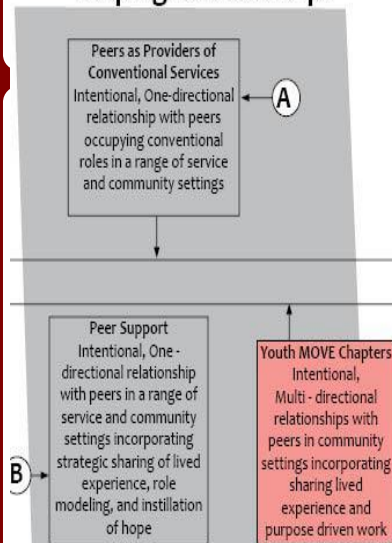 Peers as Providers of
Conventional Services
Intentional, One-directional
relationship with peers
occupying conventional
roles in a range of service
and community settings
A
Peer Support
Intentional, One -
directional relationship
with peers in a range of
service and community
settings incorporating
strategic sharing of lived
experience, role
modeling, and instillation
of hope
B
Youth MOVE Chapters
Intentional,
Multi - directional
relationships with
peers in community
settings incorporating
sharing lived
experience and
purpose driven work